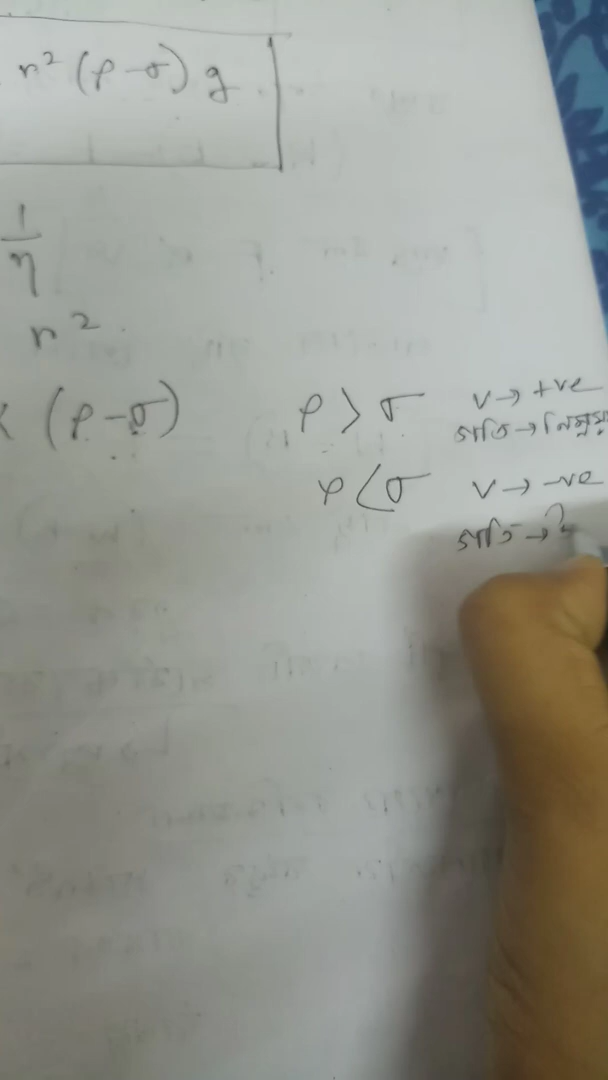 r² (ρ-σ) g
1/η
r²
(ρ-σ) ρ > σ v → +ve
গতি → নিম্নমু
ρ < σ v → -ve
গতি →